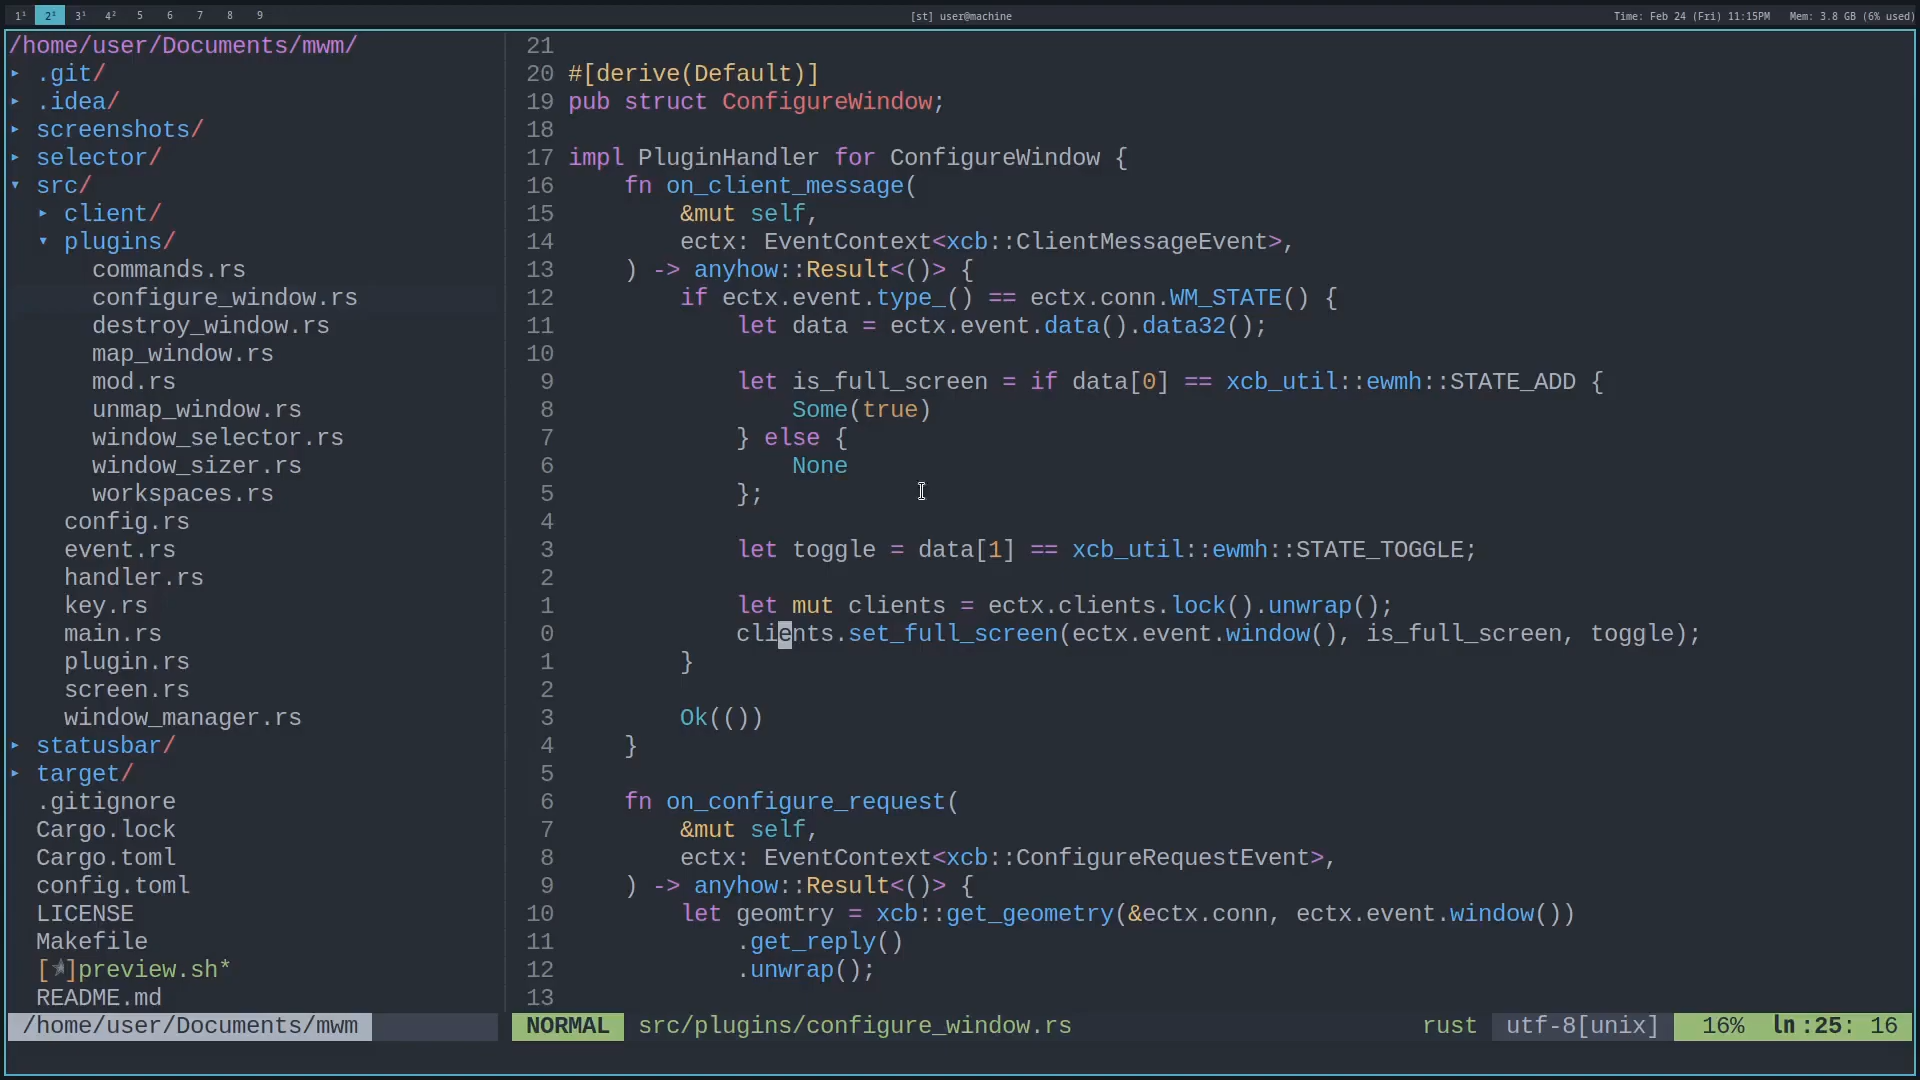 1¹ 2¹ 3¹ 4² 5 6 7 8 9 [st] user@machine Time: Feb 24 (Fri) 11:15PM Mem: 3.8 GB (6% used)
/home/user/Documents/mwm/
▸ .git/
▸ .idea/
▸ screenshots/
▸ selector/
▾ src/
▸ client/
▾ plugins/
commands.rs
configure_window.rs
destroy_window.rs
map_window.rs
mod.rs
unmap_window.rs
window_selector.rs
window_sizer.rs
workspaces.rs
config.rs
event.rs
handler.rs
key.rs
main.rs
plugin.rs
screen.rs
window_manager.rs
▸ statusbar/
▸ target/
.gitignore
Cargo.lock
Cargo.toml
config.toml
LICENSE
Makefile
[★]preview.sh*
README.md
/home/user/Documents/mwm
21
20 #[derive(Default)]
19 pub struct ConfigureWindow;
18
17 impl PluginHandler for ConfigureWindow {
16     fn on_client_message(
15         &mut self,
14         ectx: EventContext<xcb::ClientMessageEvent>,
13     ) -> anyhow::Result<()> {
12         if ectx.event.type_() == ectx.conn.WM_STATE() {
11             let data = ectx.event.data().data32();
10
9             let is_full_screen = if data[0] == xcb_util::ewmh::STATE_ADD {
8                 Some(true)
7             } else {
6                 None
5             };
4
3             let toggle = data[1] == xcb_util::ewmh::STATE_TOGGLE;
2
1             let mut clients = ectx.clients.lock().unwrap();
0             clients.set_full_screen(ectx.event.window(), is_full_screen, toggle);
1         }
2
3         Ok(())
4     }
5
6     fn on_configure_request(
7         &mut self,
8         ectx: EventContext<xcb::ConfigureRequestEvent>,
9     ) -> anyhow::Result<()> {
10         let geomtry = xcb::get_geometry(&ectx.conn, ectx.event.window())
11             .get_reply()
12             .unwrap();
13
NORMAL src/plugins/configure_window.rs rust utf-8[unix] 16% ln :25: 16